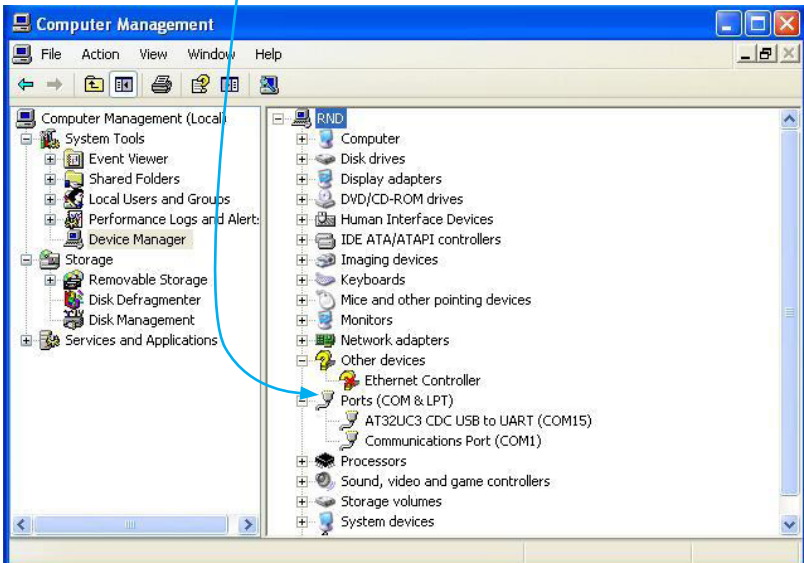 Computer Management
File Action View Window Help
Computer Management (Local)
System Tools
Event Viewer
Shared Folders
Local Users and Groups
Performance Logs and Alert:
Device Manager
Storage
Removable Storage
Disk Defragmenter
Disk Management
Services and Applications
RND
Computer
Disk drives
Display adapters
DVD/CD-ROM drives
Human Interface Devices
IDE ATA/ATAPI controllers
Imaging devices
Keyboards
Mice and other pointing devices
Monitors
Network adapters
Other devices
Ethernet Controller
Ports (COM & LPT)
AT32UC3 CDC USB to UART (COM15)
Communications Port (COM1)
Processors
Sound, video and game controllers
Storage volumes
System devices